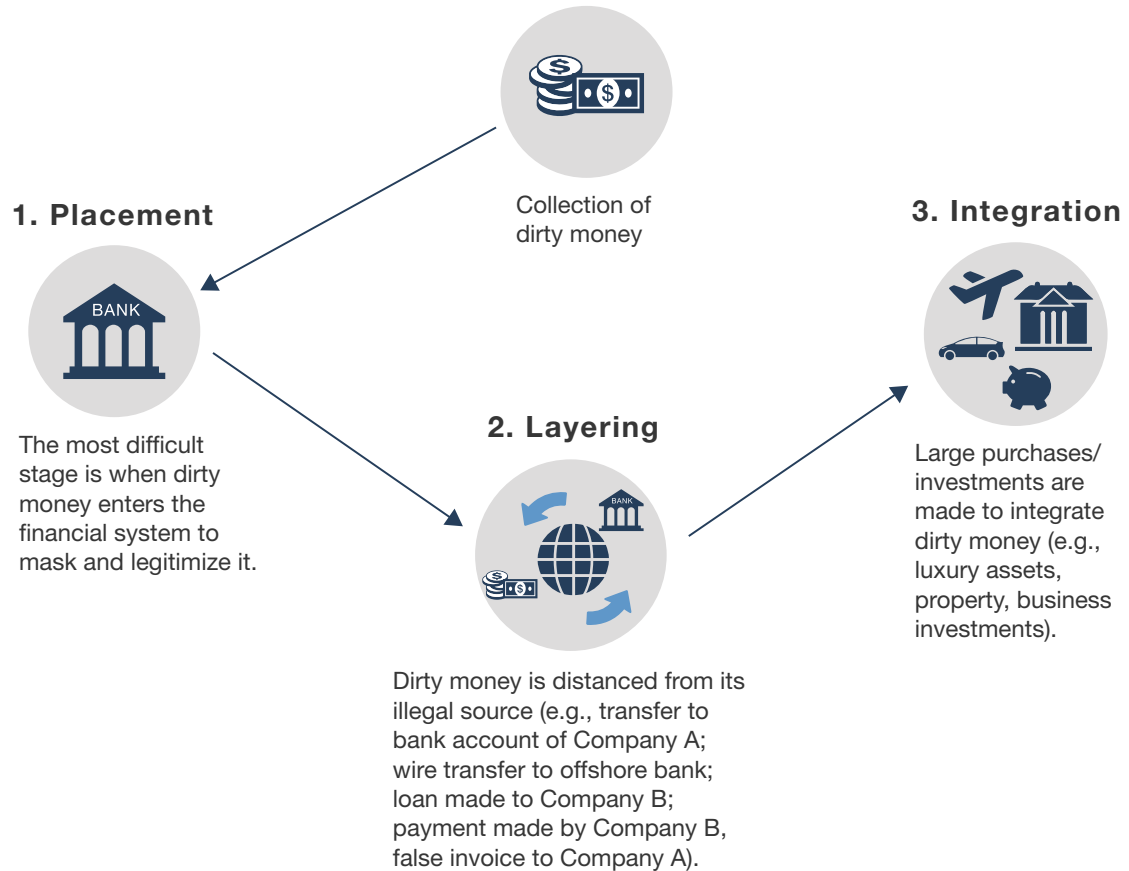 $
$
Collection of
dirty money
1. Placement
BANK
The most difficult
stage is when dirty
money enters the
financial system to
mask and legitimize it.
2. Layering
BANK
$
Dirty money is distanced from its
illegal source (e.g., transfer to
bank account of Company A;
wire transfer to offshore bank;
loan made to Company B;
payment made by Company B,
false invoice to Company A).
3. Integration
Large purchases/
investments are
made to integrate
dirty money (e.g.,
luxury assets,
property, business
investments).